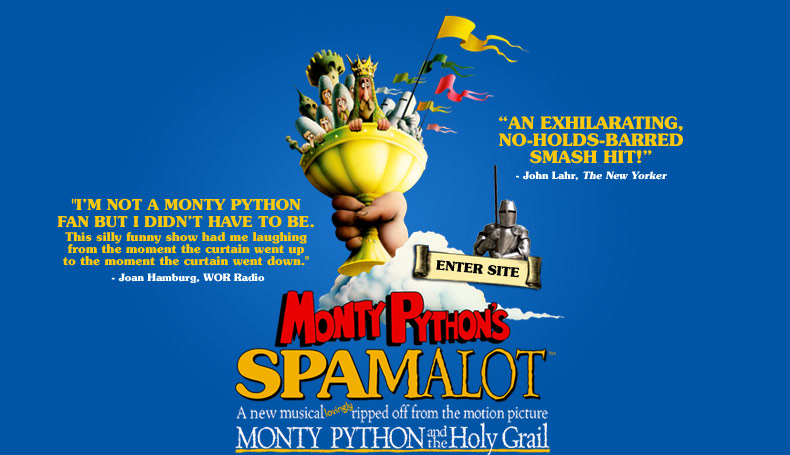 "I'M NOT A MONTY PYTHON
FAN BUT I DIDN'T HAVE TO BE.
This silly funny show had me laughing
from the moment the curtain went up
to the moment the curtain went down."
- Joan Hamburg, WOR Radio
“AN EXHILARATING,
NO-HOLDS-BARRED
SMASH HIT!”
- John Lahr, The New Yorker
ENTER SITE
MONTY PYTHON'S
SPAMALOT™
A new musical lovingly ripped off from the motion picture
MONTY PYTHON and the Holy Grail